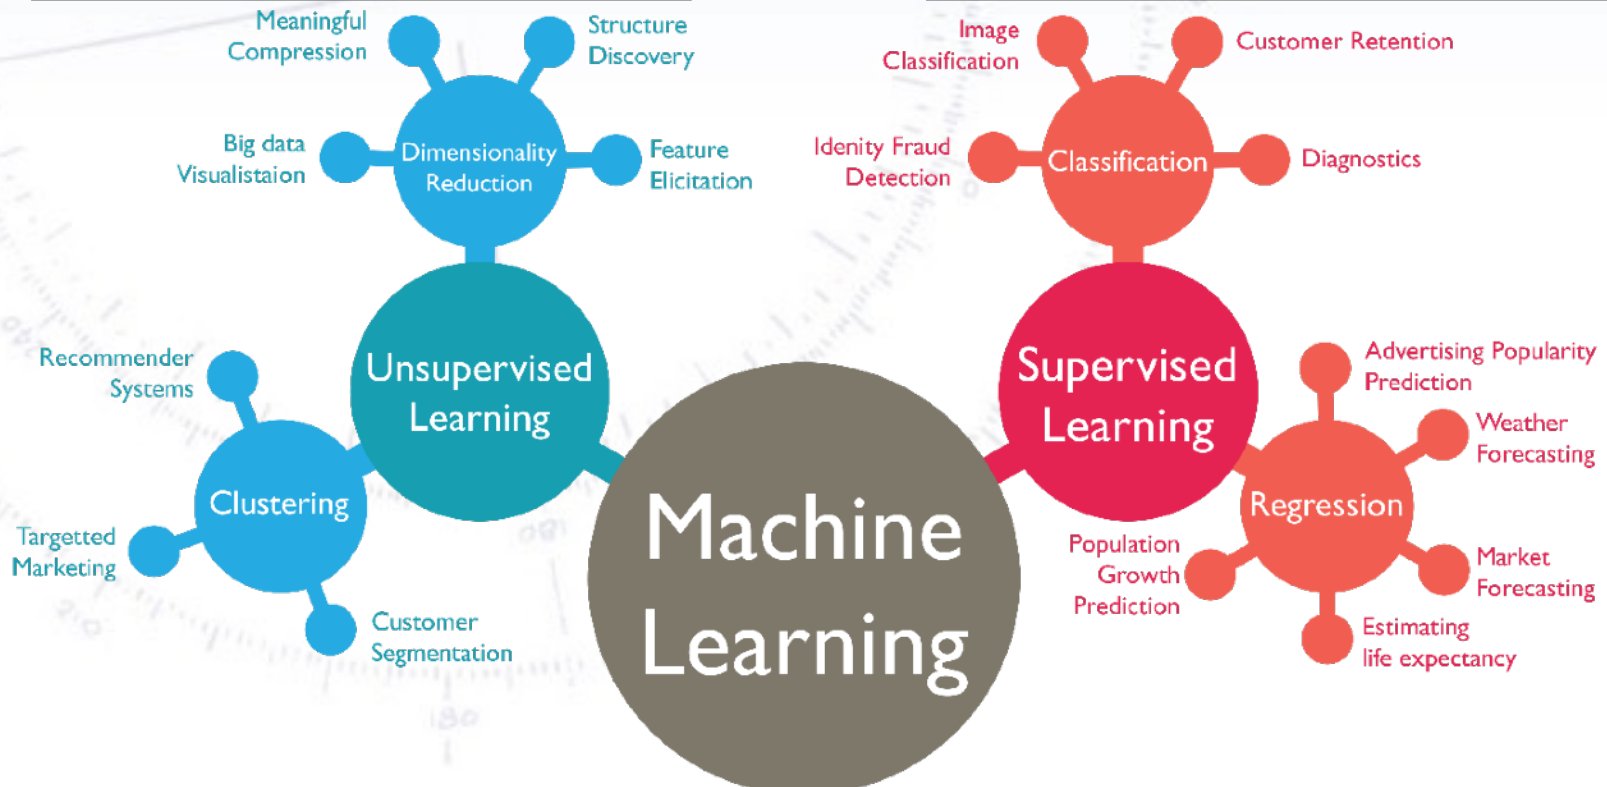 Meaningful
Compression
Structure
Discovery
Big data
Visualistaion
Dimensionality
Reduction
Feature
Elicitation
Image
Classification
Customer Retention
Idenity Fraud
Detection
Classification
Diagnostics
Unsupervised
Learning
Recommender
Systems
Clustering
Targetted
Marketing
Customer
Segmentation
Supervised
Learning
Advertising Popularity
Prediction
Weather
Forecasting
Regression
Population
Growth
Prediction
Market
Forecasting
Estimating
life expectancy
Machine
Learning
180